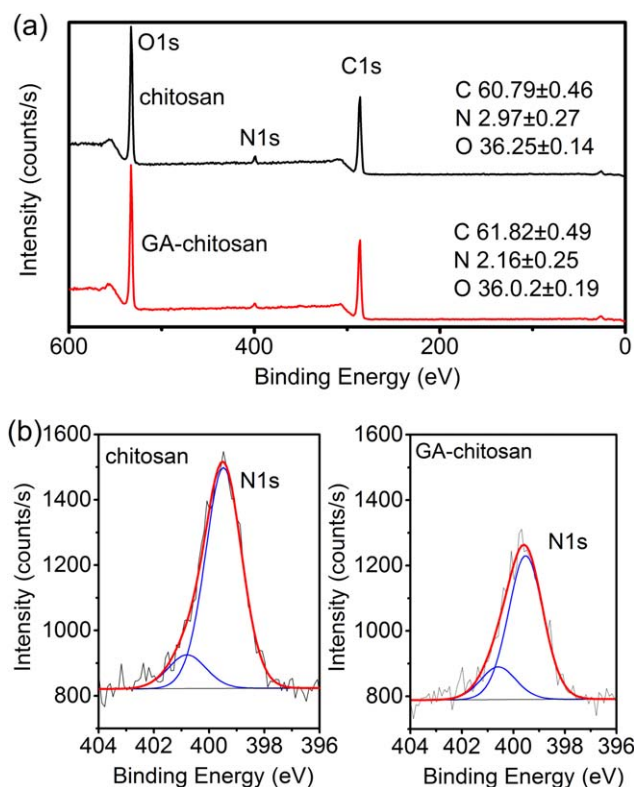 (a)
O1s
chitosan
N1s
C1s
C 60.79±0.46
N 2.97±0.27
O 36.25±0.14
GA-chitosan
C 61.82±0.49
N 2.16±0.25
O 36.0.2±0.19
Intensity (counts/s)
600 400 200 0
Binding Energy (eV)
(b)
1600
1400
1200
1000
800
Intensity (counts/s)
chitosan
N1s
404 402 400 398 396
Binding Energy (eV)
1600
1400
1200
1000
800
Intensity (counts/s)
GA-chitosan
N1s
404 402 400 398 396
Binding Energy (eV)